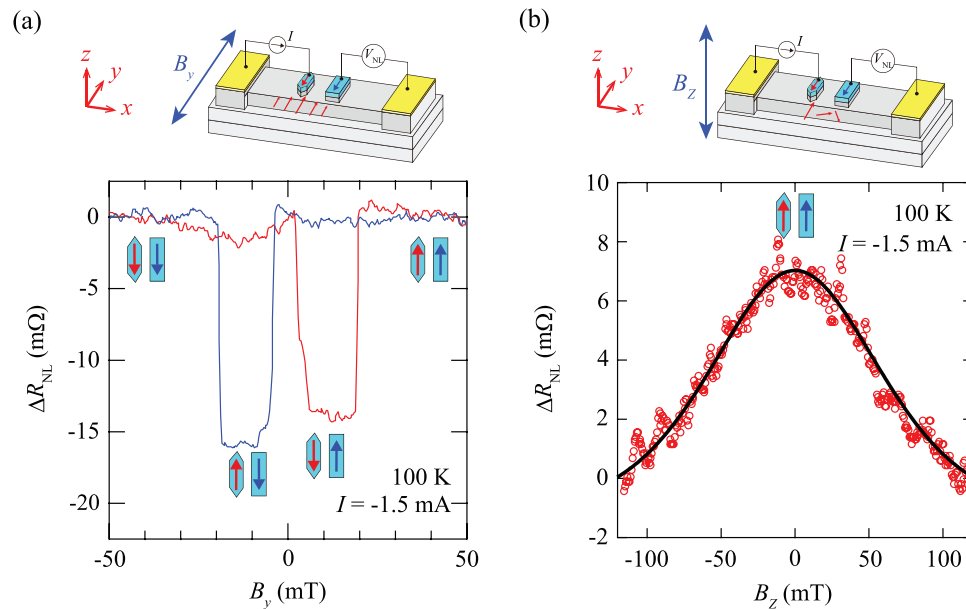 (a)
I
V_NL
B_y
z
y
x
0
-5
-10
-15
-20
ΔR_NL (mΩ)
100 K
I = -1.5 mA
-50
0
50
B_y (mT)
(b)
I
V_NL
B_Z
z
y
x
10
8
6
4
2
0
-2
ΔR_NL (mΩ)
100 K
I = -1.5 mA
-100
-50
0
50
100
B_Z (mT)